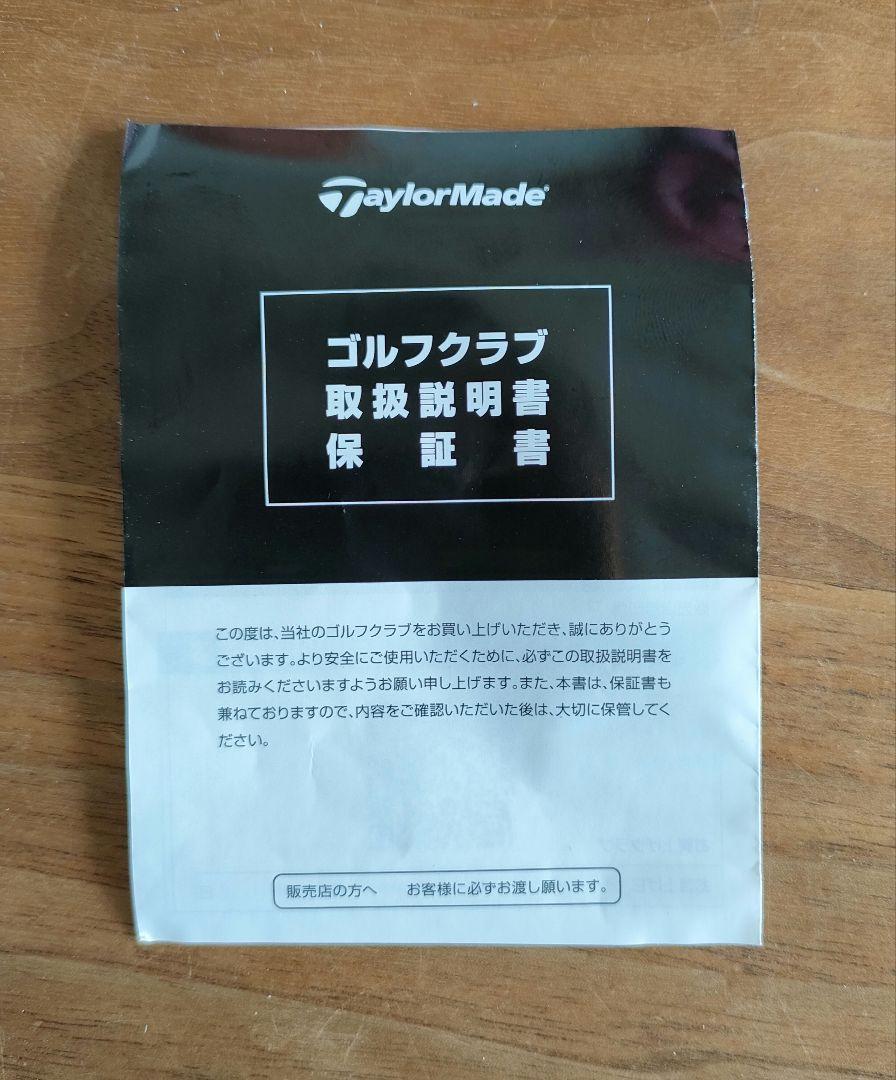 TaylorMade
ゴルフクラブ
取扱説明書
保証書
この度は、当社のゴルフクラブをお買い上げいただき、誠にありがとう
ございます。より安全にご使用いただくために、必ずこの取扱説明書を
お読みくださいますようお願い申し上げます。また、本書は、保証書も
兼ねておりますので、内容をご確認いただいた後は、大切に保管してく
ださい。
販売店の方へ お客様に必ずお渡し願います。